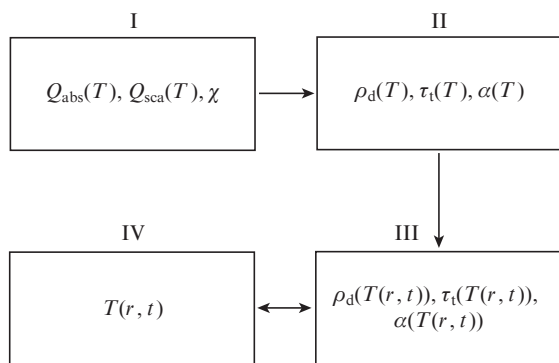 I
Q_abs(T), Q_sca(T), χ
II
ρ_d(T), τ_t(T), α(T)
IV
T(r, t)
III
ρ_d(T(r, t)), τ_t(T(r, t)),
α(T(r, t))